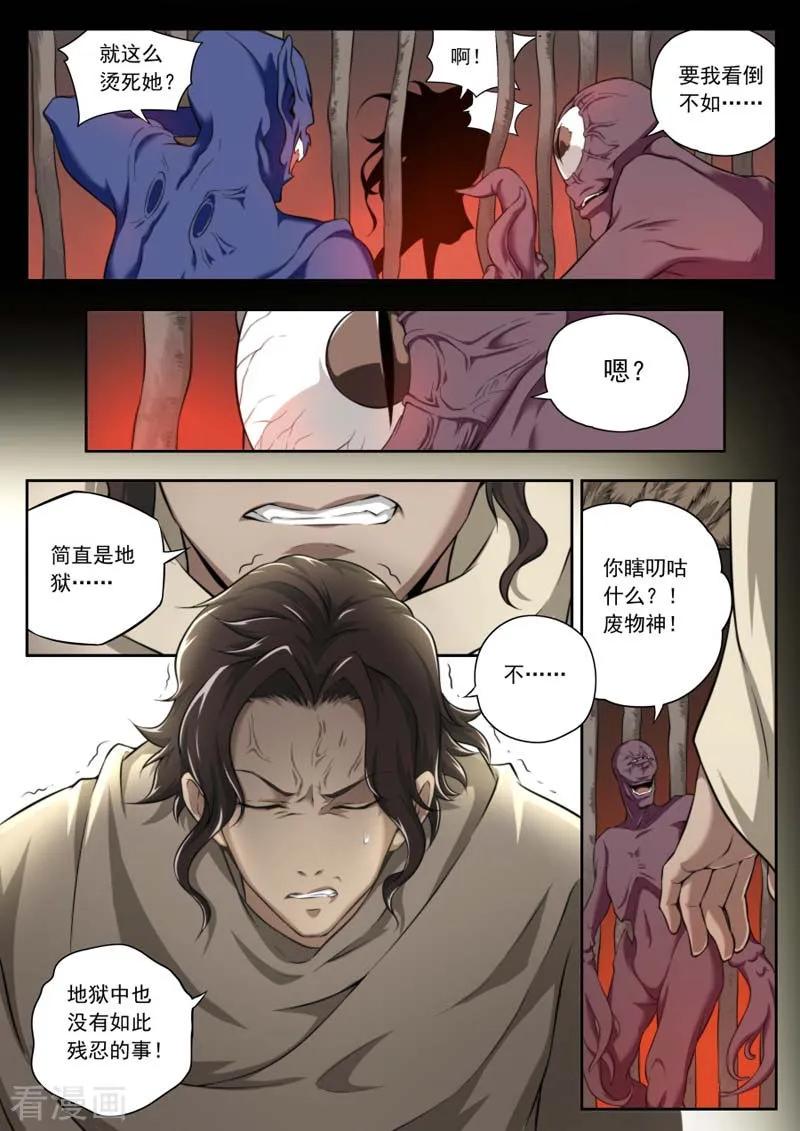 就这么
烫死她？
啊！
要我看倒
不如……
嗯？
简直是地
狱……
你瞎叨咕
什么？！
废物神！
不……
地狱中也
没有如此
残忍的事！
看漫画